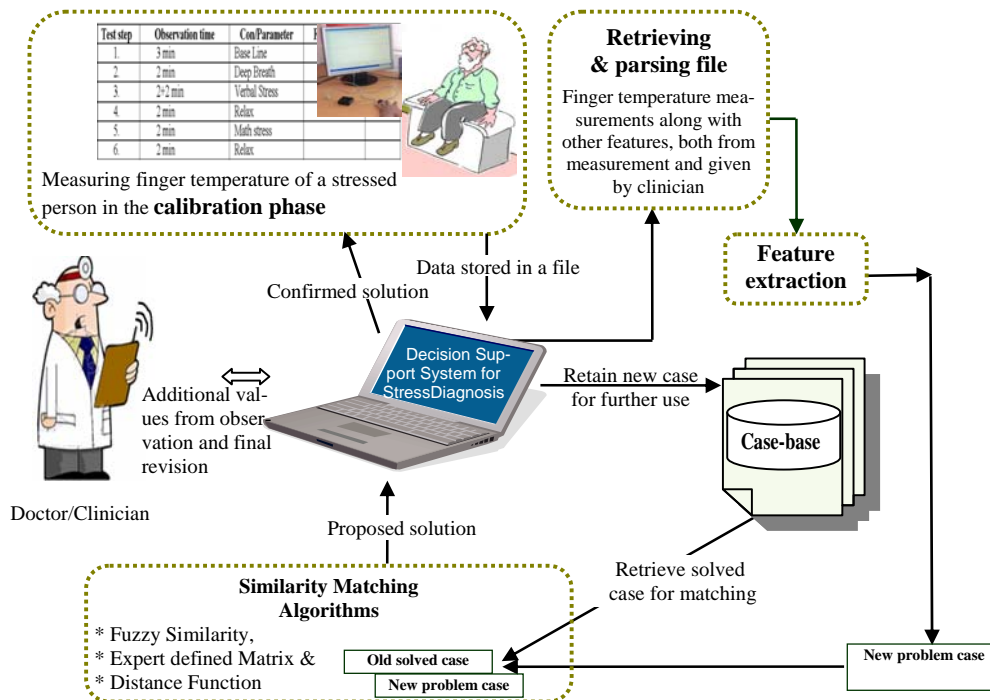 Test step Observation time Con/Parameter
1. 3 min Base Line
2. 2 min Deep Breath
3. 2+2 min Verbal Stress
4. 2 min Relax
5. 2 min Math stress
6. 2 min Relax
Measuring finger temperature of a stressed
person in the calibration phase
Retrieving
& parsing file
Finger temperature mea-
surements along with
other features, both from
measurement and given
by clinician
Feature
extraction
Data stored in a file
Confirmed solution
Decision Sup-
port System for
StressDiagnosis
Additional val-
ues from obser-
vation and final
revision
Doctor/Clinician
Retain new case
for further use
Case-base
Proposed solution
Retrieve solved
case for matching
Similarity Matching
Algorithms
* Fuzzy Similarity,
* Expert defined Matrix &
* Distance Function
Old solved case
New problem case
New problem case